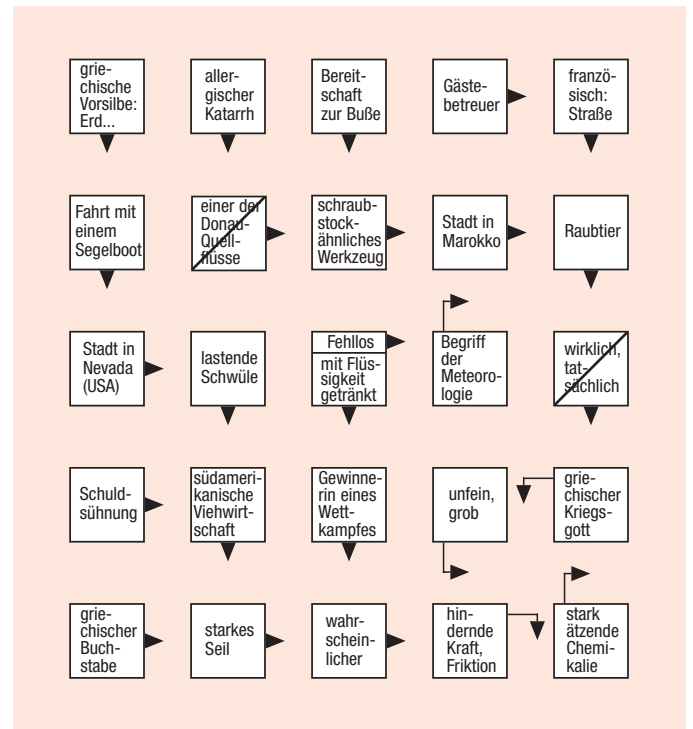 grie-
chische
Vorsilbe:
Erd...
aller-
gischer
Katarrh
Bereit-
schaft
zur Buße
Gäste-
betreuer
franzö-
sisch:
Straße
Fahrt mit
einem
Segelboot
einer der
Donau-
Quell-
flüsse
schraub-
stock-
ähnliches
Werkzeug
Stadt in
Marokko
Raubtier
Stadt in
Nevada
(USA)
lastende
Schwüle
Fehllos
mit Flüs-
sigkeit
getränkt
Begriff
der
Meteoro-
logie
wirklich,
tat-
sächlich
Schuld-
sühnung
südameri-
kanische
Viehwirt-
schaft
Gewinne-
rin eines
Wett-
kampfes
unfein,
grob
grie-
chischer
Kriegs-
gott
grie-
chischer
Buch-
stabe
starkes
Seil
wahr-
schein-
licher
hin-
dernde
Kraft,
Friktion
stark
ätzende
Chemi-
kalie